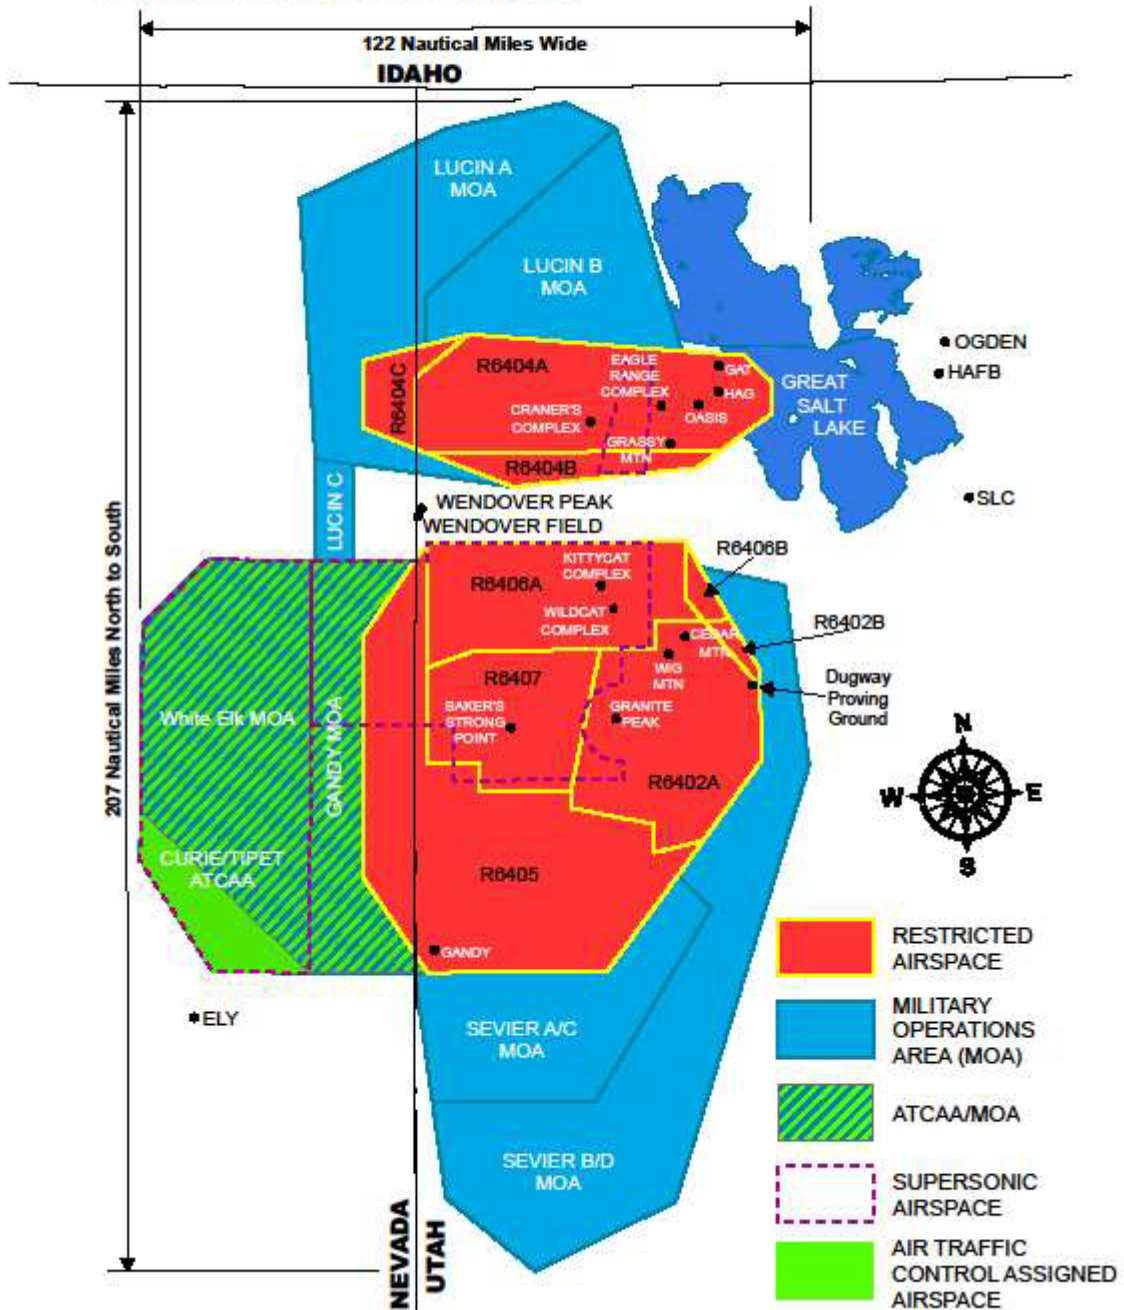 122 Nautical Miles Wide
IDAHO
207 Nautical Miles North to South
LUCIN A
MOA
LUCIN B
MOA
R6404C
R6404A
EAGLE
RANGE
COMPLEX
GAT
HAG
OASIS
CRANER'S
COMPLEX
GRASSY
MTN
R6404B
GREAT
SALT
LAKE
OGDEN
HAFB
SLC
LUCIN C
WENDOVER PEAK
WENDOVER FIELD
KITTYCAT
COMPLEX
R6406A
WILDCAT
COMPLEX
R6406B
R6402B
CEDAR
MTN
WIG
MTN
Dugway
Proving
Ground
R6407
BAKER'S
STRONG
POINT
GRANITE
PEAK
White Elk MOA
GANDY MOA
R6402A
N
W
E
S
CURIE/TIPET
ATCAA
R6405
GANDY
ELY
SEVIER A/C
MOA
SEVIER B/D
MOA
NEVADA
UTAH
RESTRICTED
AIRSPACE
MILITARY
OPERATIONS
AREA (MOA)
ATCAA/MOA
SUPERSONIC
AIRSPACE
AIR TRAFFIC
CONTROL ASSIGNED
AIRSPACE